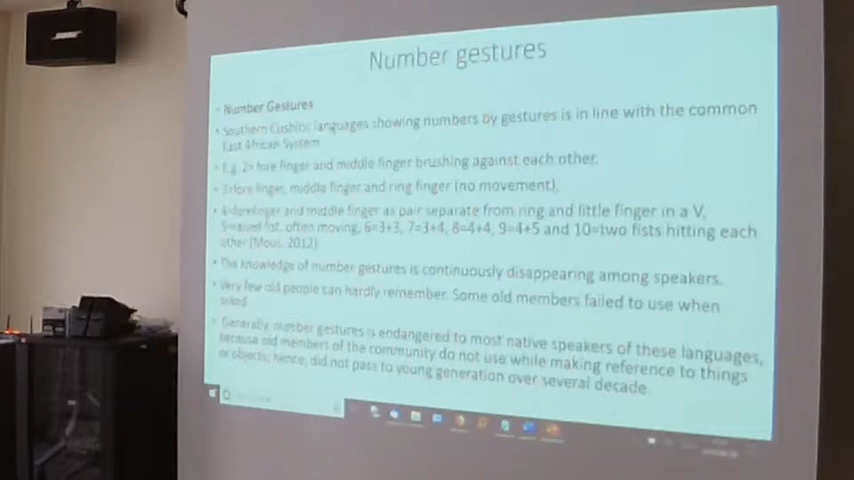 Number gestures
• Number Gestures
• Southern Cushitic languages showing numbers by gestures is in line with the common
East African System
• E.g. 2= fore finger and middle finger brushing against each other.
• 3=fore finger, middle finger and ring finger (no movement),
• 4=forefinger and middle finger as pair separate from ring and little finger in a V,
5=raised fist, often moving, 6=3+3, 7=3+4, 8=4+4, 9=4+5 and 10=two fists hitting each
other (Mous. 2012)
• The knowledge of number gestures is continuously disappearing among speakers.
• Very few old people can hardly remember. Some old members failed to use when
asked
• Generally, number gestures is endangered to most native speakers of these languages,
because old members of the community do not use while making reference to things
or objects; hence, did not pass to young generation over several decade.